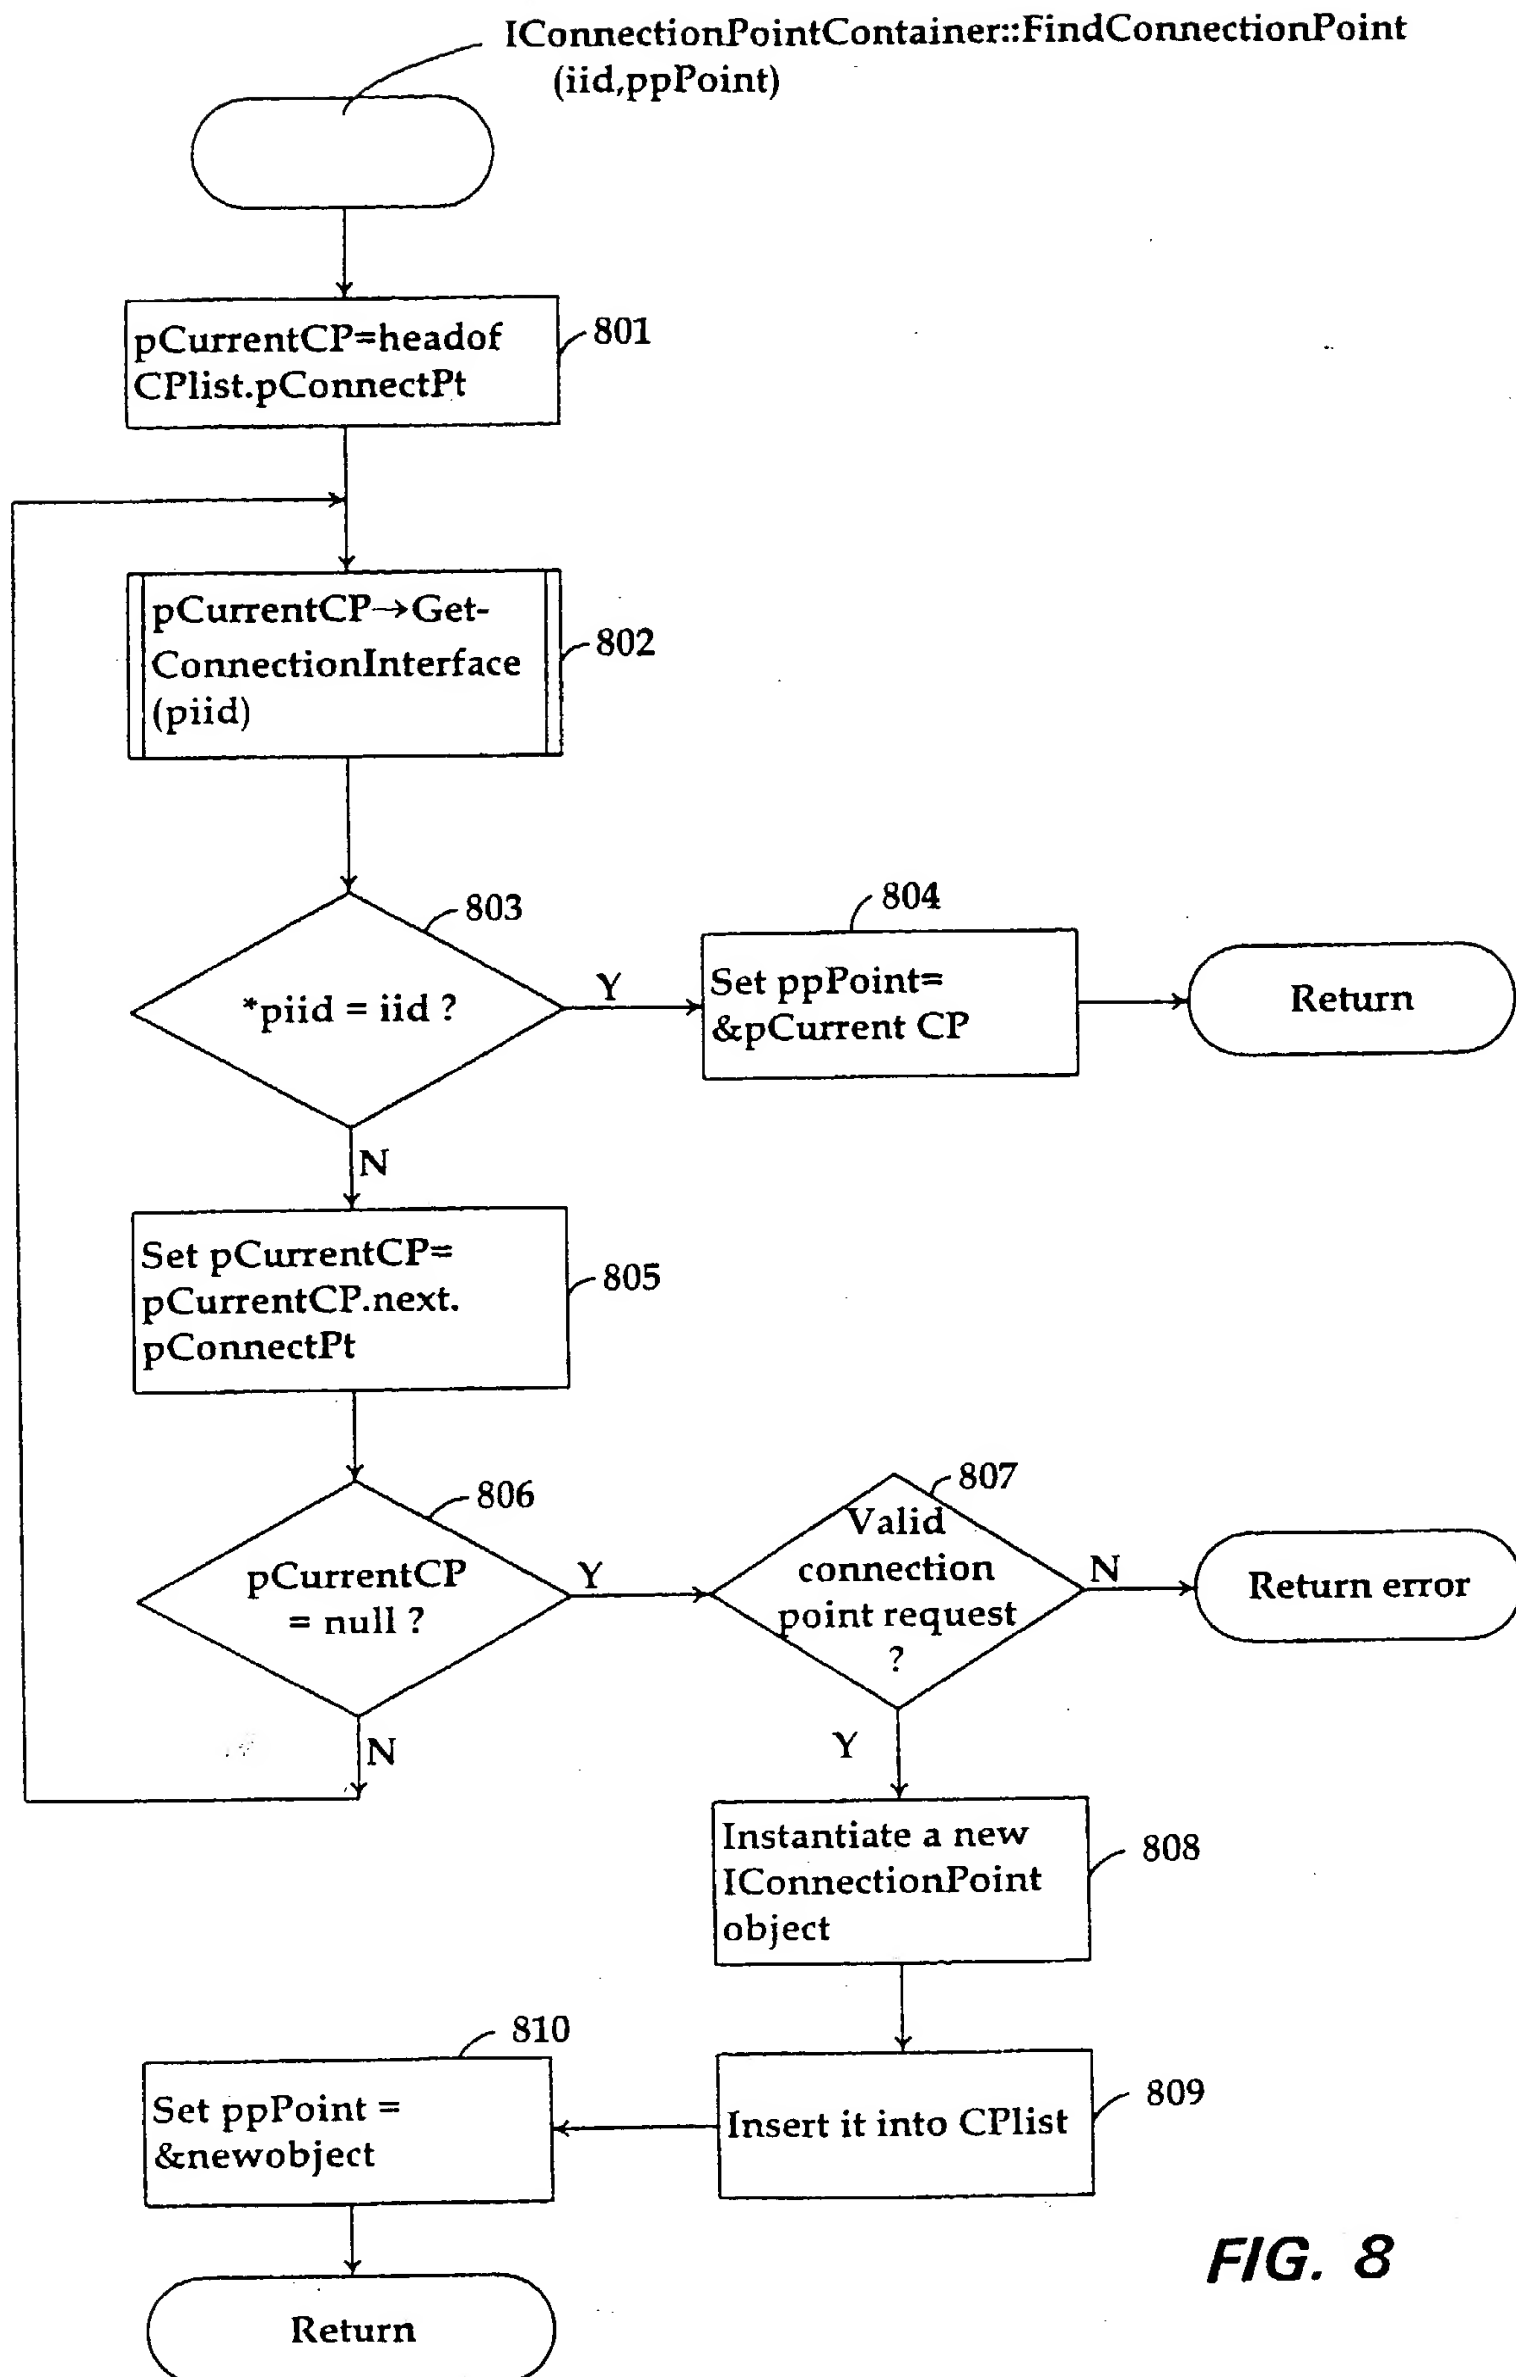 IConnectionPointContainer::FindConnectionPoint
(iid,ppPoint)
pCurrentCP=headof
CPlist.pConnectPt
801
pCurrentCP→Get-
ConnectionInterface
(piid)
802
803
*piid = iid ?
Y
804
Set ppPoint=
&pCurrent CP
Return
N
Set pCurrentCP=
pCurrentCP.next.
pConnectPt
805
806
pCurrentCP
= null ?
Y
807
Valid
connection
point request
?
N
Return error
N
Y
Instantiate a new
IConnectionPoint
object
808
Insert it into CPlist
809
810
Set ppPoint =
&newobject
Return
FIG. 8